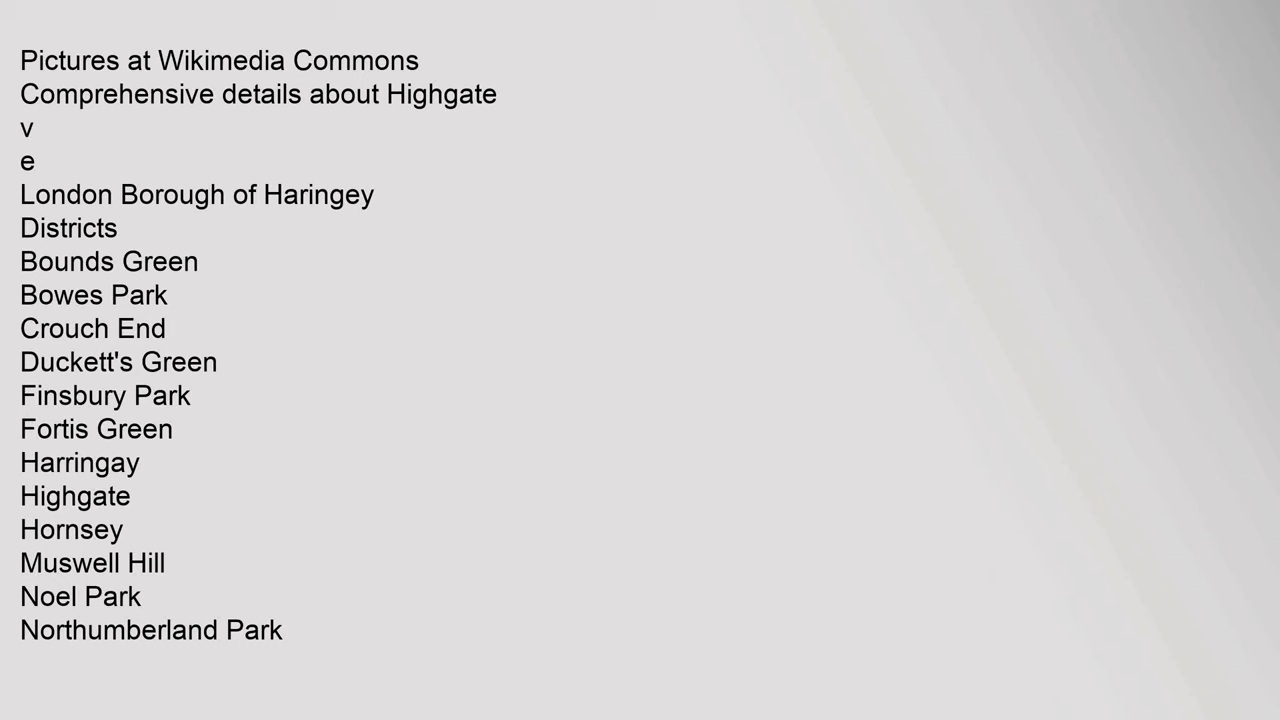 Pictures at Wikimedia Commons
Comprehensive details about Highgate
v
e
London Borough of Haringey
Districts
Bounds Green
Bowes Park
Crouch End
Duckett's Green
Finsbury Park
Fortis Green
Harringay
Highgate
Hornsey
Muswell Hill
Noel Park
Northumberland Park